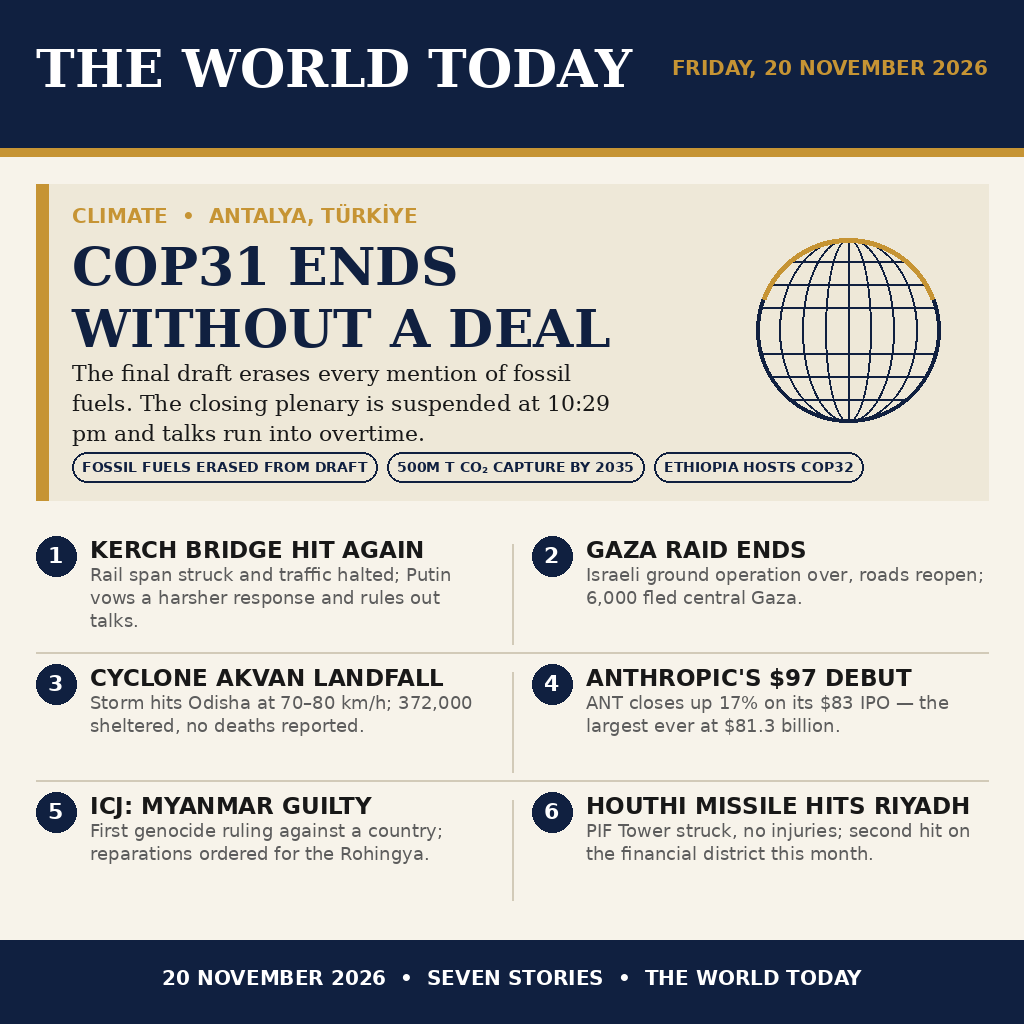 THE WORLD TODAY
FRIDAY, 20 NOVEMBER 2026
CLIMATE • ANTALYA, TÜRKİYE
COP31 ENDS
WITHOUT A DEAL
The final draft erases every mention of fossil
fuels. The closing plenary is suspended at 10:29
pm and talks run into overtime.
FOSSIL FUELS ERASED FROM DRAFT
500M T CO₂ CAPTURE BY 2035
ETHIOPIA HOSTS COP32
1
KERCH BRIDGE HIT AGAIN
Rail span struck and traffic halted; Putin
vows a harsher response and rules out
talks.
2
GAZA RAID ENDS
Israeli ground operation over, roads reopen;
6,000 fled central Gaza.
3
CYCLONE AKVAN LANDFALL
Storm hits Odisha at 70–80 km/h; 372,000
sheltered, no deaths reported.
4
ANTHROPIC'S $97 DEBUT
ANT closes up 17% on its $83 IPO — the
largest ever at $81.3 billion.
5
ICJ: MYANMAR GUILTY
First genocide ruling against a country;
reparations ordered for the Rohingya.
6
HOUTHI MISSILE HITS RIYADH
PIF Tower struck, no injuries; second hit on
the financial district this month.
20 NOVEMBER 2026 • SEVEN STORIES • THE WORLD TODAY